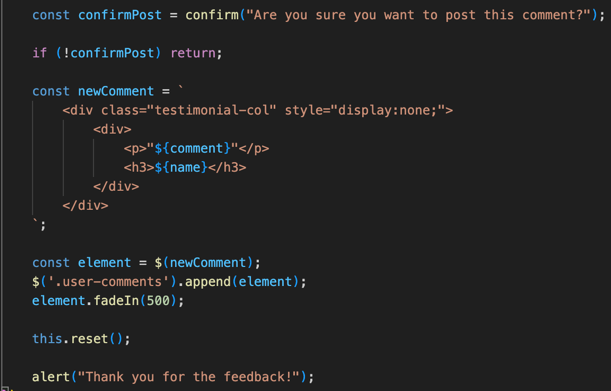 const confirmPost = confirm("Are you sure you want to post this comment?");
if (!confirmPost) return;
const newComment = `
<div class="testimonial-col" style="display:none;">
<div>
<p>"${comment}"</p>
<h3>${name}</h3>
</div>
</div>
`;
const element = $(newComment);
$('.user-comments').append(element);
element.fadeIn(500);
this.reset();
alert("Thank you for the feedback!");